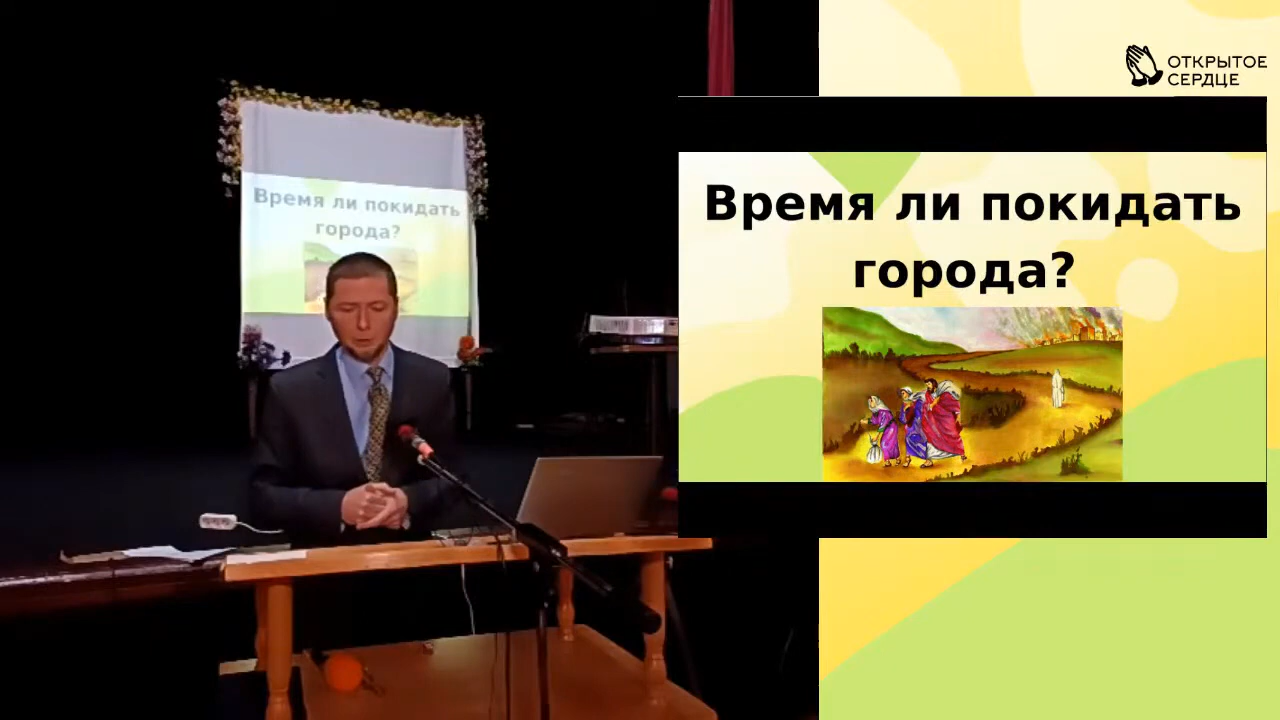 ОТКРЫТОЕ
СЕРДЦЕ
Время ли покидать
города?
Время ли покидать
города?